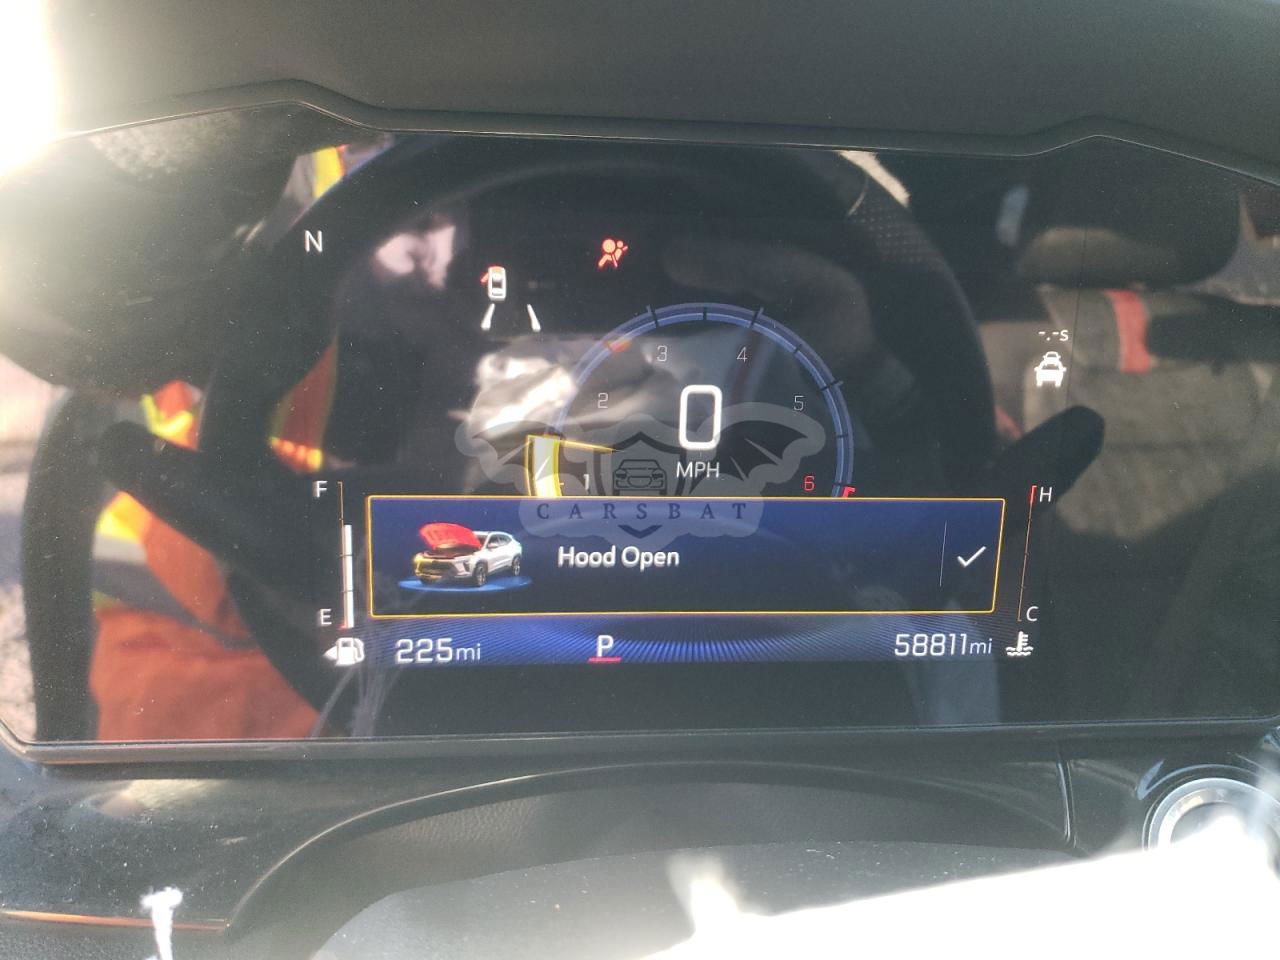 N
-.-s
3 4
2 5
0
1 MPH 6
F H
CARSBAT
Hood Open
E C
225mi P 58811mi